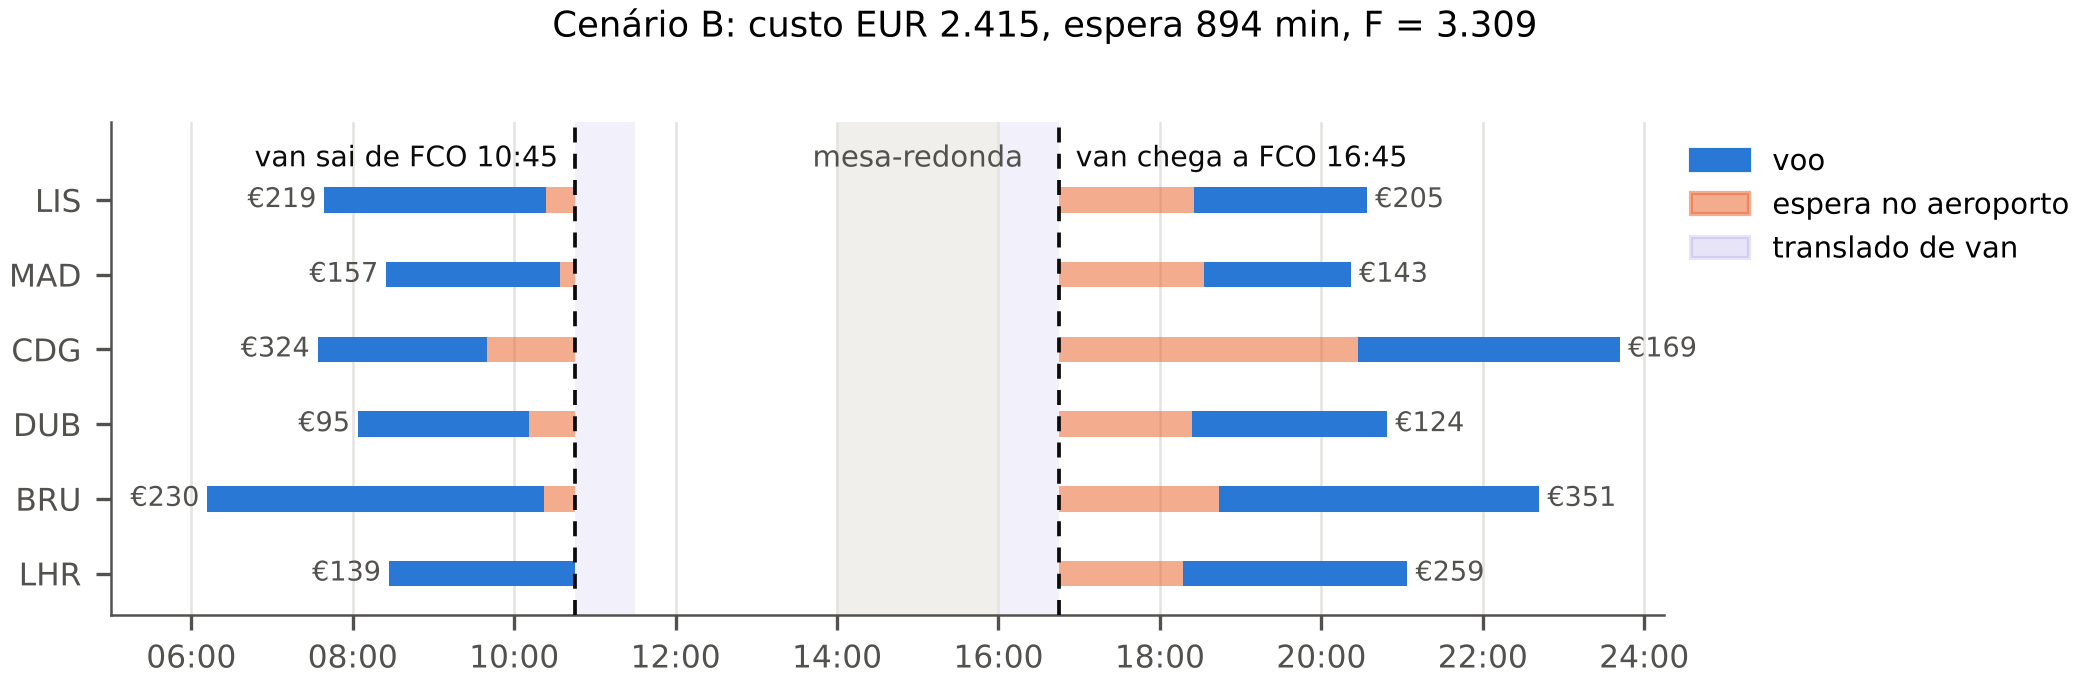 Cenário B: custo EUR 2.415, espera 894 min, F = 3.309
van sai de FCO 10:45
mesa-redonda
van chega a FCO 16:45
voo
espera no aeroporto
translado de van
LIS €219 €205
MAD €157 €143
CDG €324 €169
DUB €95 €124
BRU €230 €351
LHR €139 €259
06:00 08:00 10:00 12:00 14:00 16:00 18:00 20:00 22:00 24:00